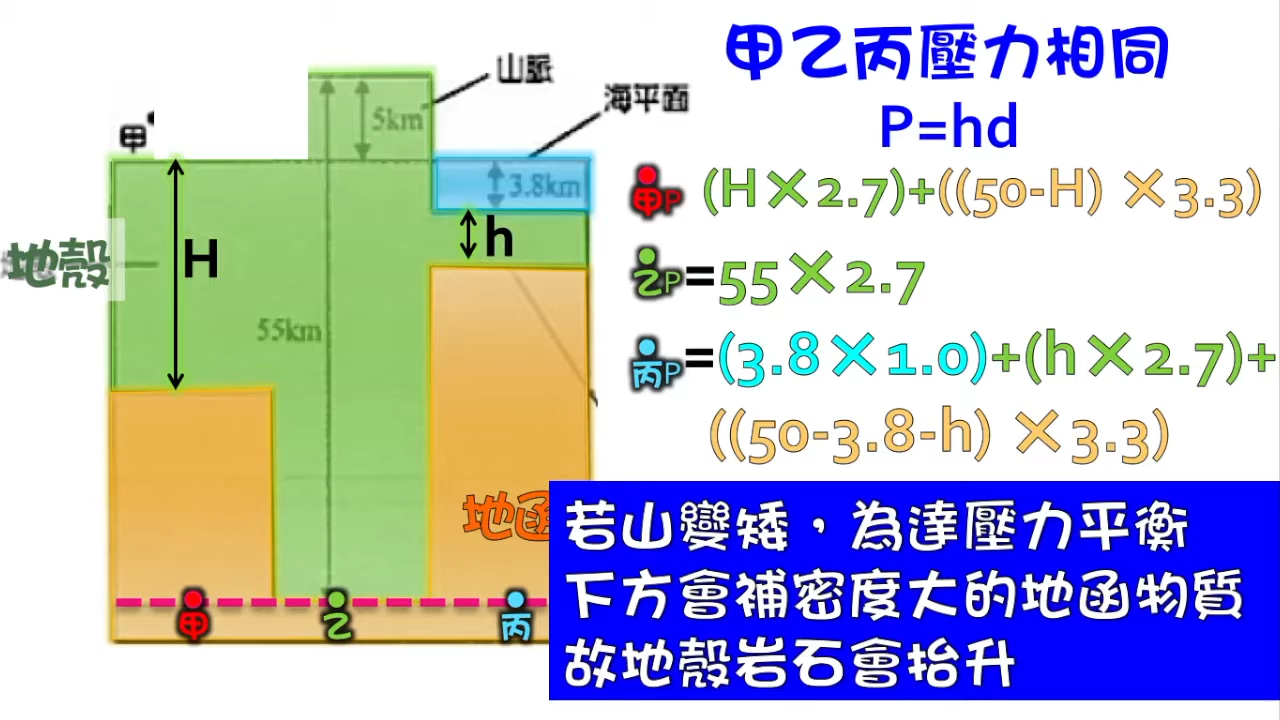 甲乙丙壓力相同
P=hd
甲P (H×2.7)+((50-H) ×3.3)
乙P=55×2.7
丙P=(3.8×1.0)+(h×2.7)+
((50-3.8-h) ×3.3)
山脈
海平面
5km
甲
3.8km
h
H
地殼
55km
地函
甲
乙
丙
若山變矮，為達壓力平衡
下方會補密度大的地函物質
故地殼岩石會抬升